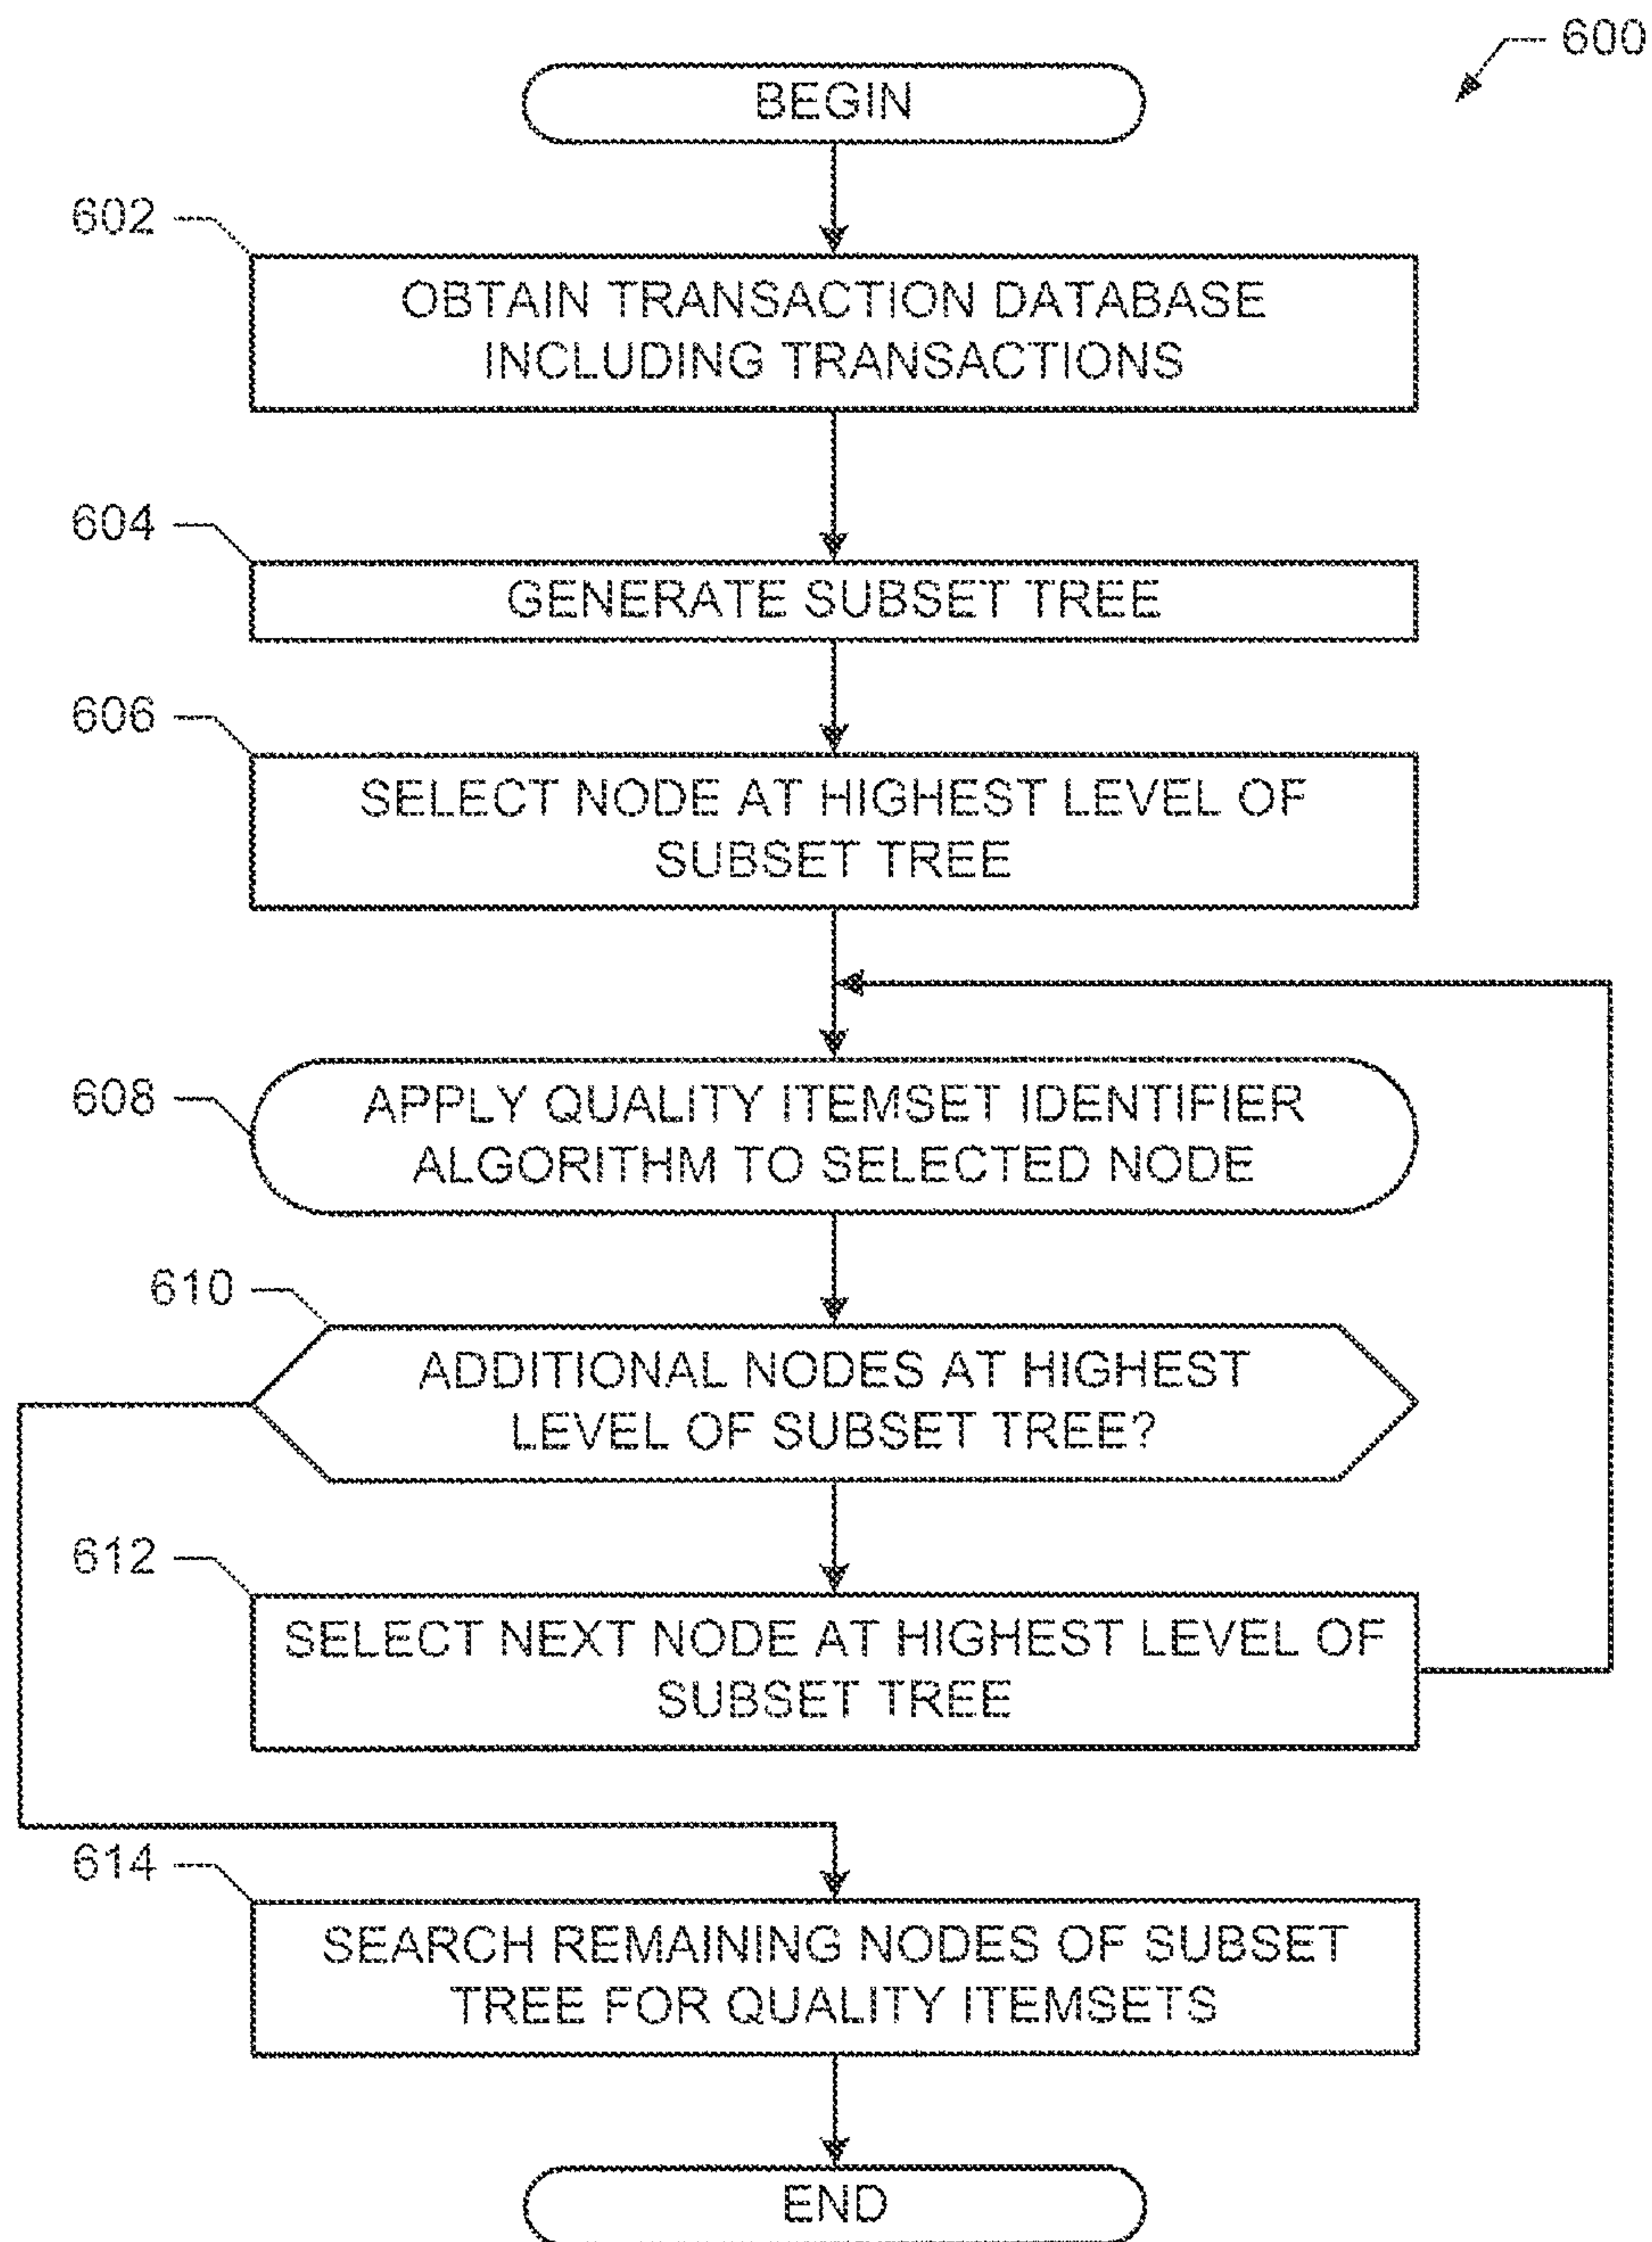 600
BEGIN
602
OBTAIN TRANSACTION DATABASE
INCLUDING TRANSACTIONS
604
GENERATE SUBSET TREE
606
SELECT NODE AT HIGHEST LEVEL OF
SUBSET TREE
608
APPLY QUALITY ITEMSET IDENTIFIER
ALGORITHM TO SELECTED NODE
610
ADDITIONAL NODES AT HIGHEST
LEVEL OF SUBSET TREE?
612
SELECT NEXT NODE AT HIGHEST LEVEL OF
SUBSET TREE
614
SEARCH REMAINING NODES OF SUBSET
TREE FOR QUALITY ITEMSETS
END